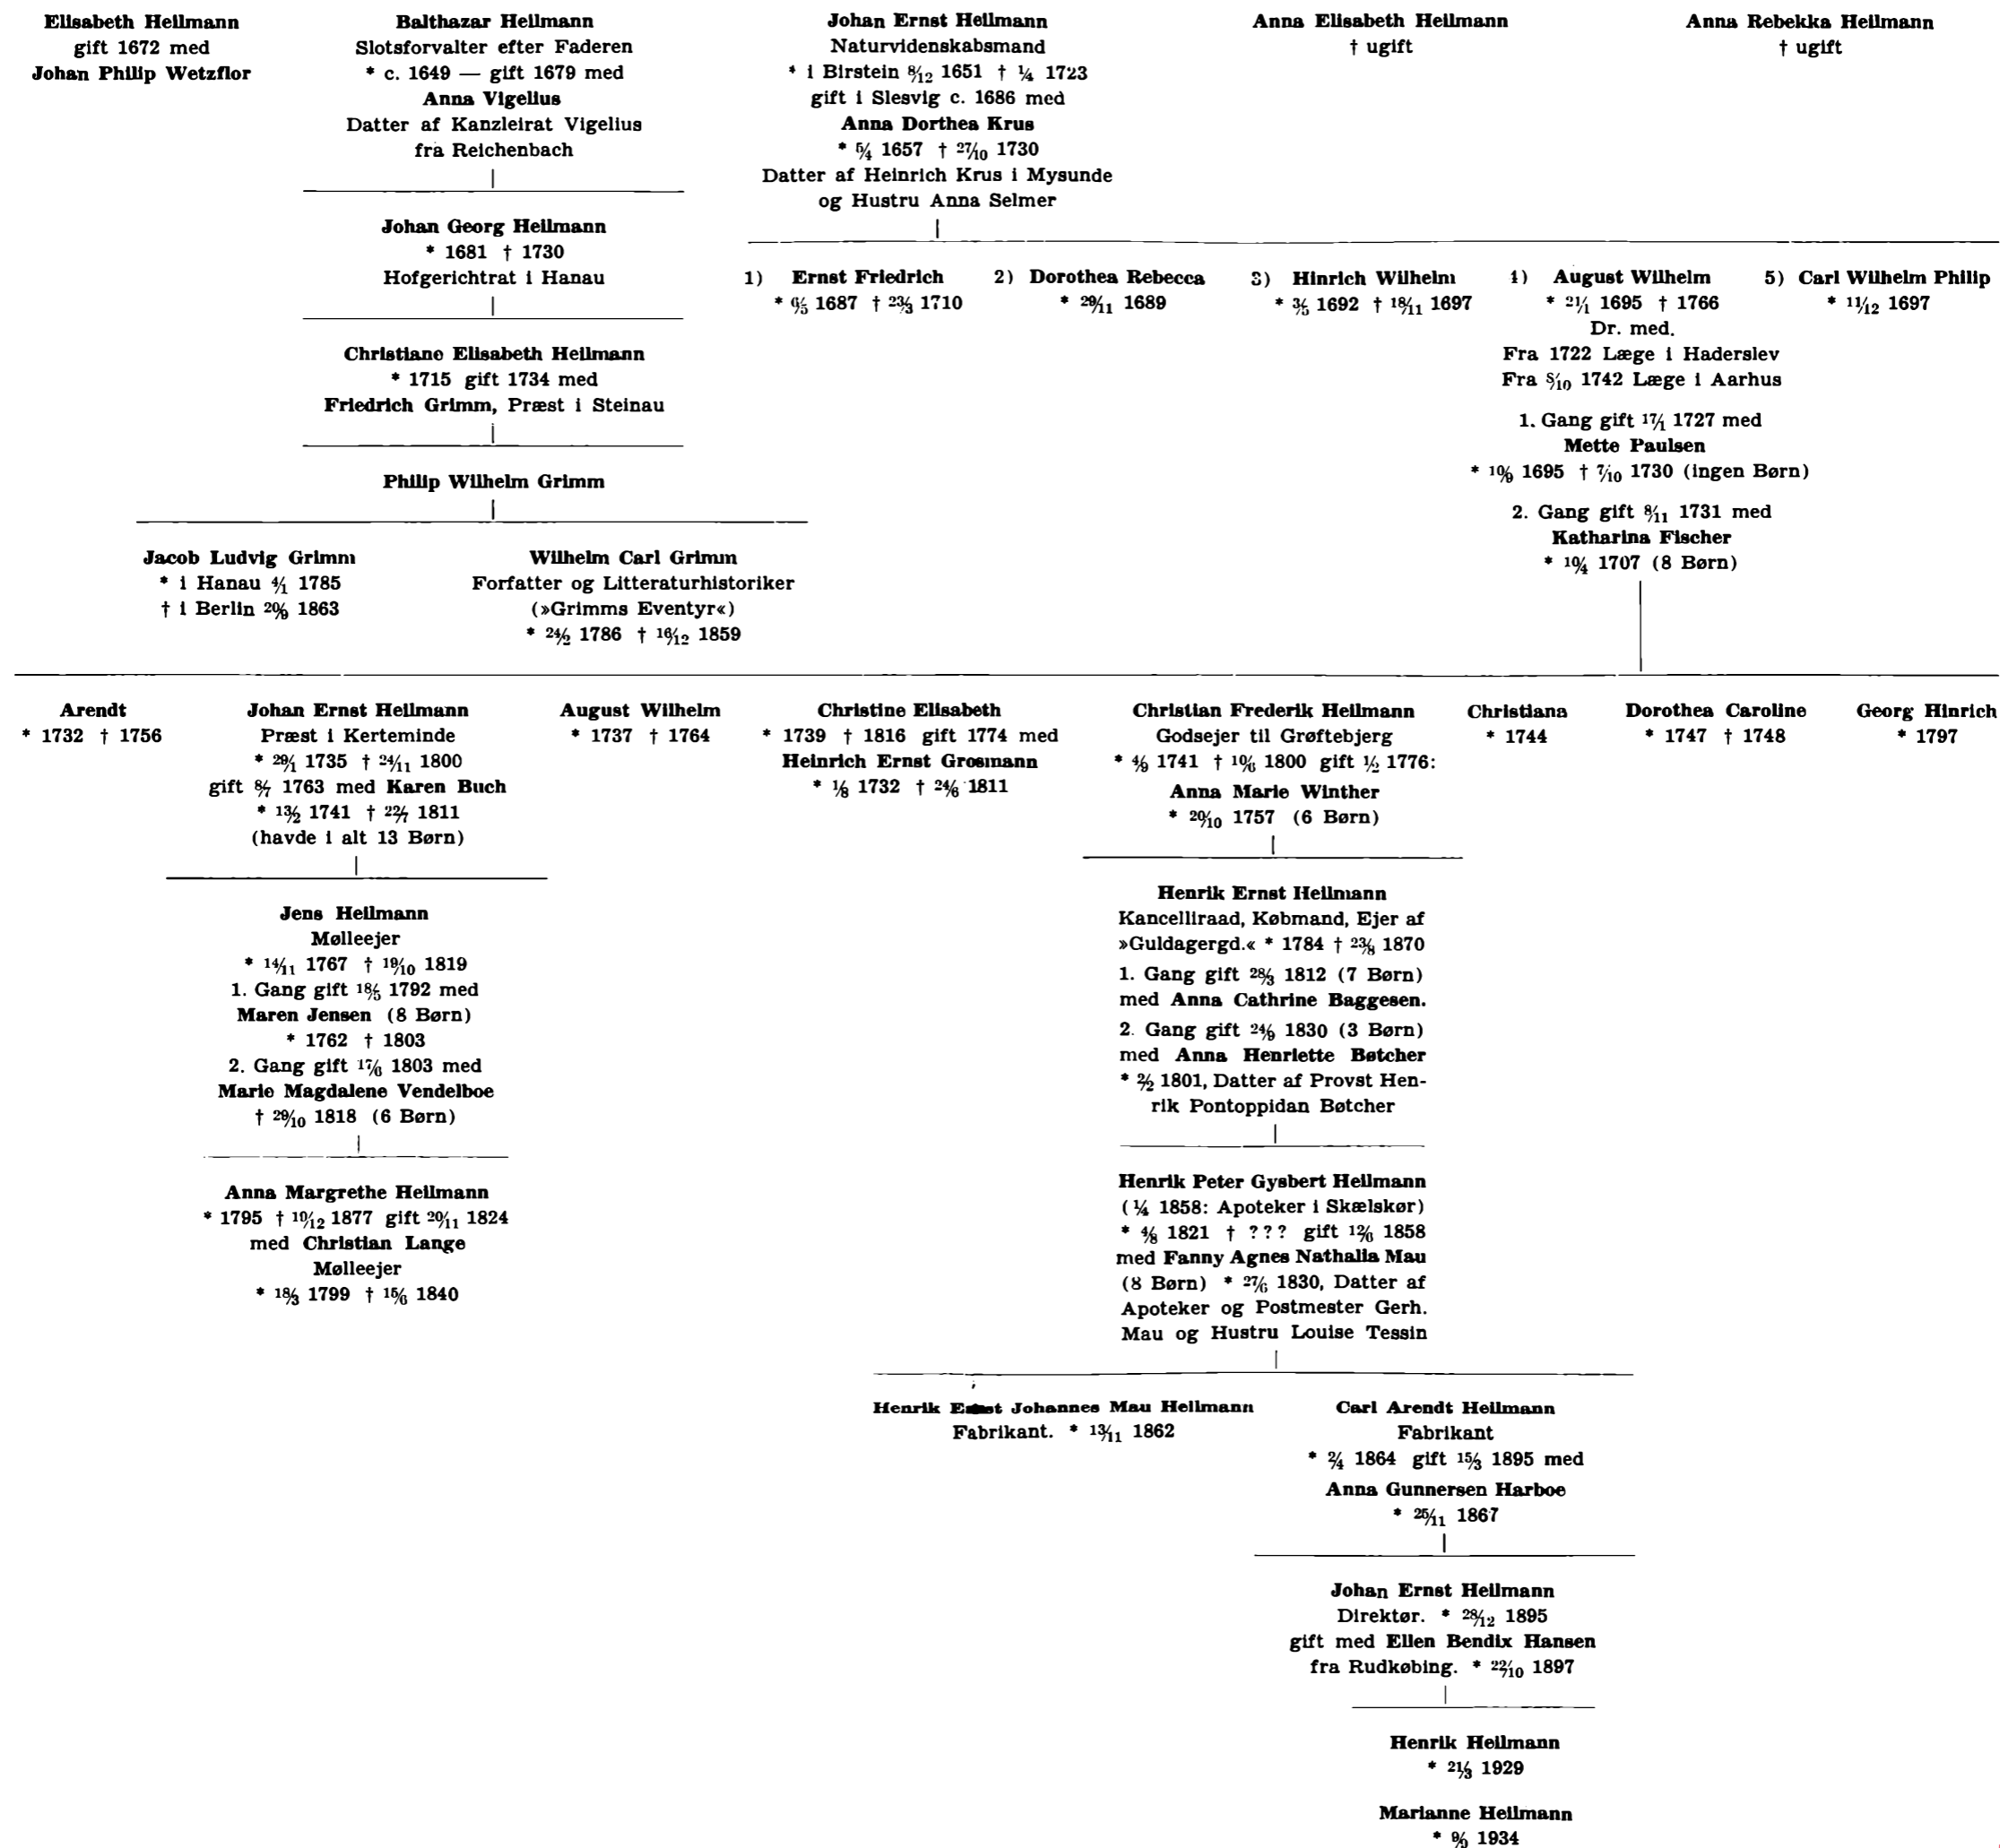 Elisabeth Heilmann
gift 1672 med
Johan Philip Wetzflor
Balthazar Heilmann
Slotsforvalter efter Faderen
* c. 1649 — gift 1679 med
Anna Vigelius
Datter af Kanzleirat Vigelius
fra Reichenbach
Johan Ernst Heilmann
Naturvidenskabsmand
* i Birstein 8/12 1651 † 1/4 1723
gift i Slesvig c. 1686 med
Anna Dorthea Krus
* 5/4 1657 † 27/10 1730
Datter af Heinrich Krus i Mysunde
og Hustru Anna Selmer
Anna Elisabeth Heilmann
† ugift
Anna Rebekka Heilmann
† ugift
Johan Georg Heilmann
* 1681 † 1730
Hofgerichtrat i Hanau
Christiane Elisabeth Heilmann
* 1715 gift 1734 med
Friedrich Grimm, Præst i Steinau
Philip Wilhelm Grimm
Jacob Ludvig Grimm
* i Hanau 4/1 1785
† i Berlin 20/9 1863
Wilhelm Carl Grimm
Forfatter og Litteraturhistoriker
(»Grimms Eventyr«)
* 24/2 1786 † 16/12 1859
1) Ernst Friedrich
* 6/5 1687 † 23/3 1710
2) Dorothea Rebecca
* 29/11 1689
3) Hinrich Wilhelm
* 3/5 1692 † 18/11 1697
4) August Wilhelm
* 21/1 1695 † 1766
Dr. med.
Fra 1722 Læge i Haderslev
Fra 8/10 1742 Læge i Aarhus
1. Gang gift 17/1 1727 med
Mette Paulsen
* 10/9 1695 † 7/10 1730 (ingen Børn)
2. Gang gift 8/11 1731 med
Katharina Fischer
* 10/4 1707 (8 Børn)
5) Carl Wilhelm Philip
* 11/12 1697
Arendt
* 1732 † 1756
Johan Ernst Heilmann
Præst i Kerteminde
* 29/1 1735 † 24/11 1800
gift 8/7 1763 med Karen Buch
* 13/2 1741 † 22/7 1811
(havde i alt 13 Børn)
August Wilhelm
* 1737 † 1764
Christine Elisabeth
* 1739 † 1816 gift 1774 med
Heinrich Ernst Grosmann
* 1/8 1732 † 24/6 1811
Christian Frederik Heilmann
Godsejer til Grøftebjerg
* 4/9 1741 † 10/6 1800 gift 1/2 1776:
Anna Marie Winther
* 20/10 1757 (6 Børn)
Christiana
* 1744
Dorothea Caroline
* 1747 † 1748
Georg Hinrich
* 1797
Jens Heilmann
Mølleejer
* 14/11 1767 † 19/10 1819
1. Gang gift 18/5 1792 med
Maren Jensen (8 Børn)
* 1762 † 1803
2. Gang gift 17/6 1803 med
Marie Magdalene Vendelboe
† 29/10 1818 (6 Børn)
Anna Margrethe Heilmann
* 1795 † 19/12 1877 gift 20/11 1824
med Christian Lange
Mølleejer
* 18/3 1799 † 15/6 1840
Henrik Ernst Heilmann
Kancelliraad, Købmand, Ejer af
»Guldagergd.« * 1784 † 23/8 1870
1. Gang gift 28/3 1812 (7 Børn)
med Anna Cathrine Baggesen.
2. Gang gift 24/9 1830 (3 Børn)
med Anna Henriette Bøtcher
* 2/2 1801, Datter af Provst Hen-
rik Pontoppidan Bøtcher
Henrik Peter Gysbert Heilmann
(1/4 1858: Apoteker i Skælskør)
* 4/8 1821 † ??? gift 12/6 1858
med Fanny Agnes Nathalia Mau
(8 Børn) * 27/6 1830, Datter af
Apoteker og Postmester Gerh.
Mau og Hustru Louise Tessin
Henrik Ernst Johannes Mau Heilmann
Fabrikant. * 13/11 1862
Carl Arendt Heilmann
Fabrikant
* 2/4 1864 gift 15/3 1895 med
Anna Gunnersen Harboe
* 25/11 1867
Johan Ernst Heilmann
Direktør. * 28/12 1895
gift med Ellen Bendix Hansen
fra Rudkøbing. * 22/10 1897
Henrik Heilmann
* 21/3 1929
Marianne Heilmann
* 1934